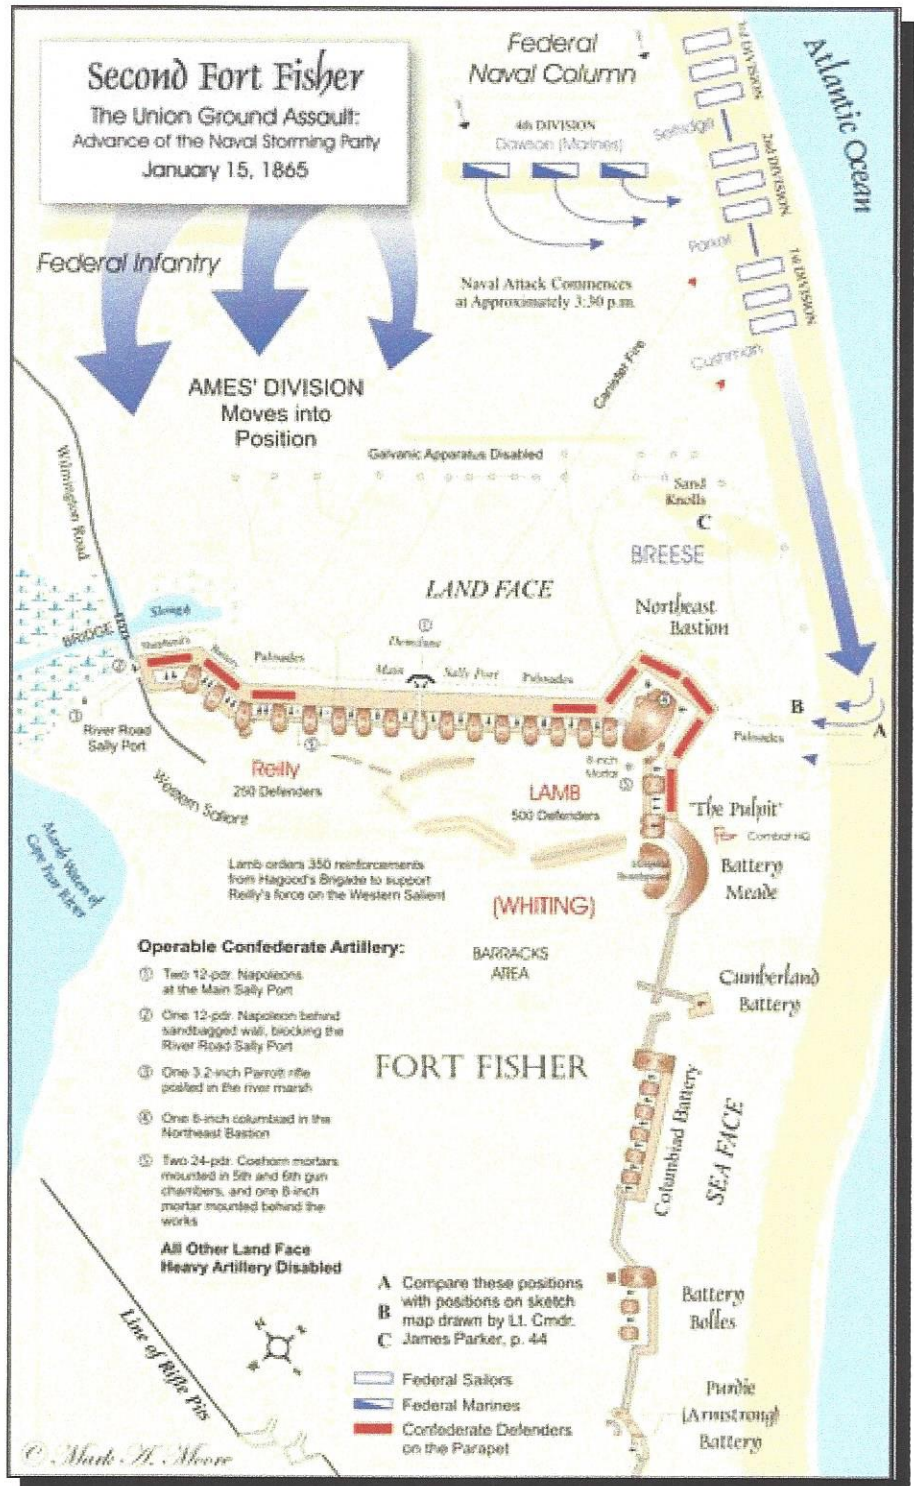 Second Fort Fisher
The Union Ground Assault:
Advance of the Naval Storming Party
January 15, 1865
Federal
Naval Column
4th DIVISION
Dawson (Marines)
3rd DIVISION
Selfridge
2nd DIVISION
Parker
1st DIVISION
Cushman
Atlantic Ocean
Federal Infantry
Naval Attack Commences
at Approximately 3:30 p.m.
Canister Fire
AMES' DIVISION
Moves into
Position
Galvanic Apparatus Disabled
Sand
Knolls
C
BREESE
Wilmington Road
LAND FACE
Northeast
Bastion
Slough
BRIDGE
Shepherd's
Battery
Palisades
①
Demilune
Main
Sally Port
Palisades
②
③
River Road
Sally Port
⑤
④
B
A
Palisades
Reilly
250 Defenders
8-inch
Mortar
⑤
LAMB
500 Defenders
Western Salient
"The Pulpit"
Combat HQ
Battery
Meade
Hospital
Bombproof
Marsh Waters of
Cape Fear River
Lamb orders 350 reinforcements
from Hagood's Brigade to support
Reilly's force on the Western Salient
(WHITING)
BARRACKS
AREA
Cumberland
Battery
Operable Confederate Artillery:
① Two 12-pdr. Napoleons
at the Main Sally Port
② One 12-pdr. Napoleon behind
sandbagged wall, blocking the
River Road Sally Port
③ One 3.2-inch Parrott rifle
posted in the river marsh
④ One 8-inch columbiad in the
Northeast Bastion
⑤ Two 24-pdr. Coehorn mortars
mounted in 5th and 6th gun
chambers, and one 8-inch
mortar mounted behind the
works
All Other Land Face
Heavy Artillery Disabled
FORT FISHER
Columbiad Battery
SEA FACE
Battery
Bolles
Purdie
(Armstrong)
Battery
Line of Rifle Pits
A Compare these positions
B with positions on sketch
map drawn by Lt. Cmdr.
C James Parker, p. 44
Federal Sailors
Federal Marines
Confederate Defenders
on the Parapet
© Mark A. Moore